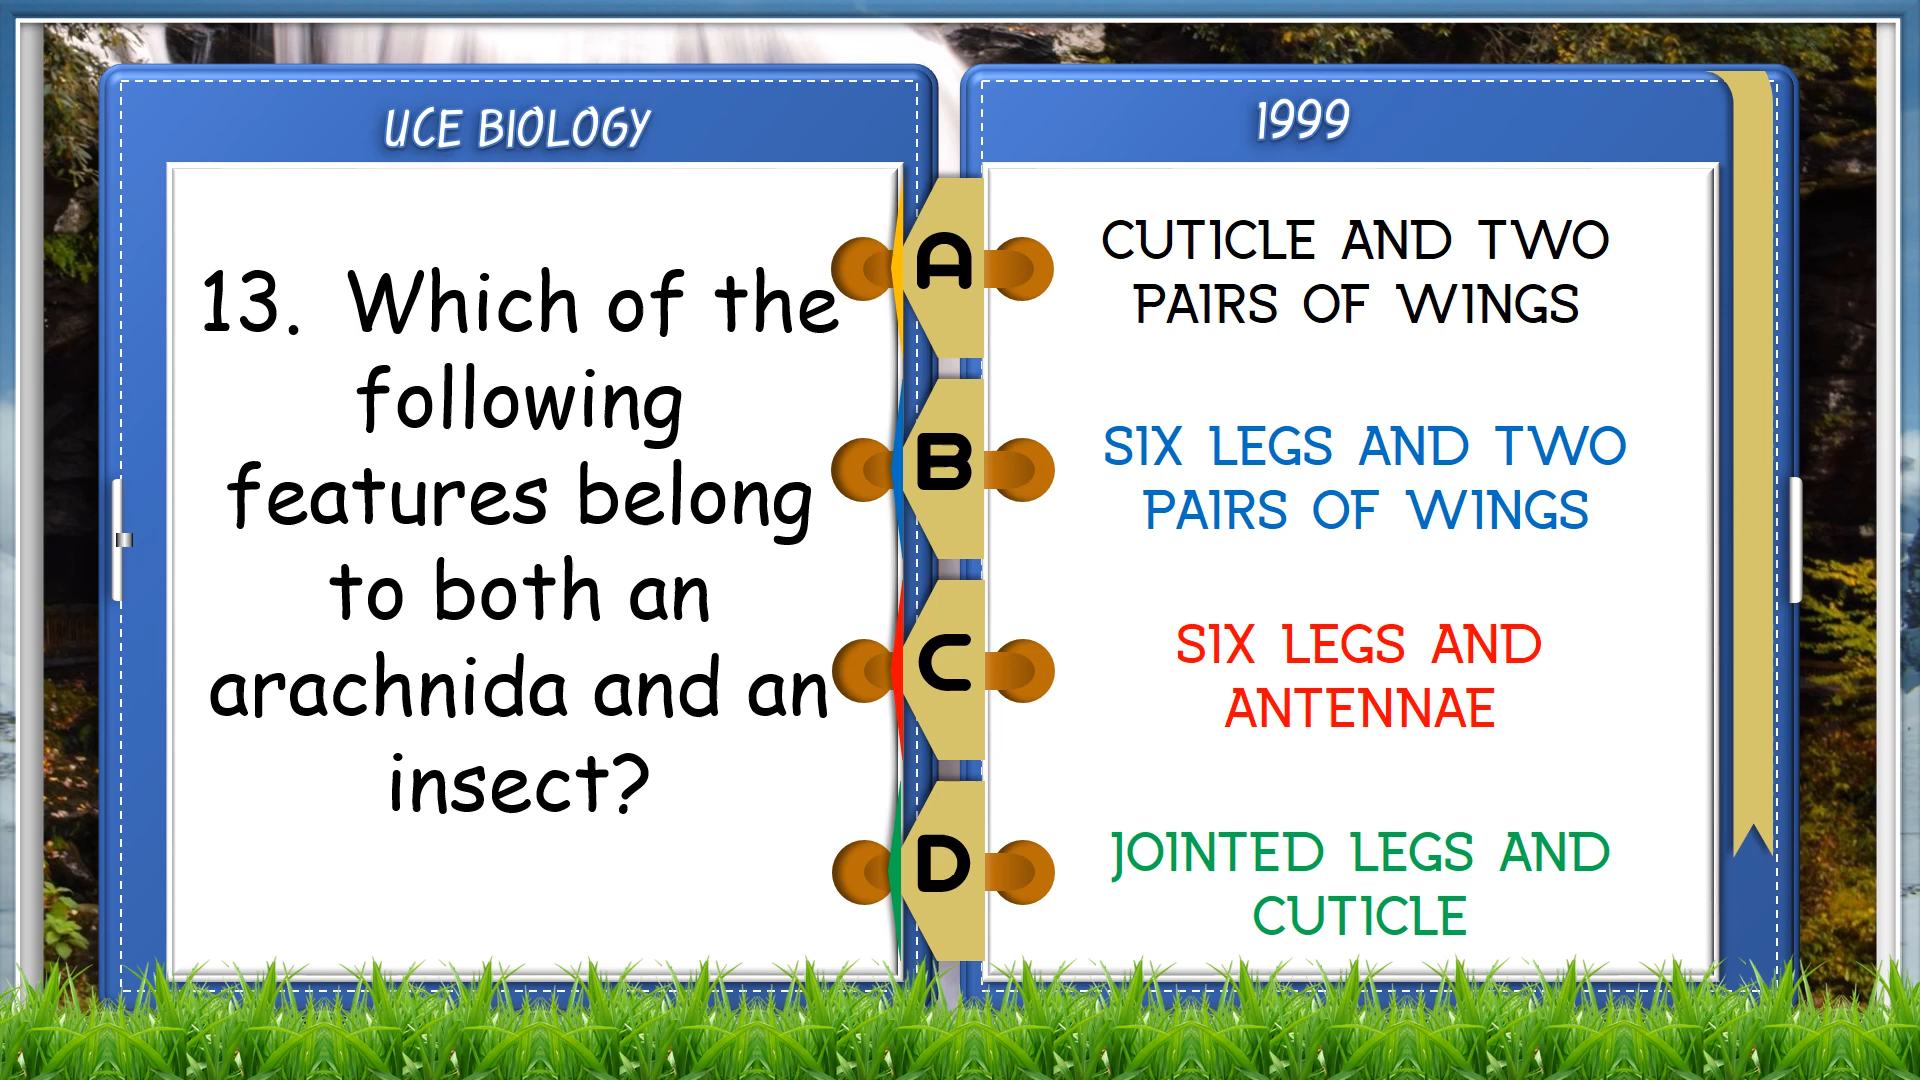 UCE BIOLOGY
13. Which of the
following
features belong
to both an
arachnida and an
insect?
1999
A
CUTICLE AND TWO
PAIRS OF WINGS
B
SIX LEGS AND TWO
PAIRS OF WINGS
C
SIX LEGS AND
ANTENNAE
D
JOINTED LEGS AND
CUTICLE